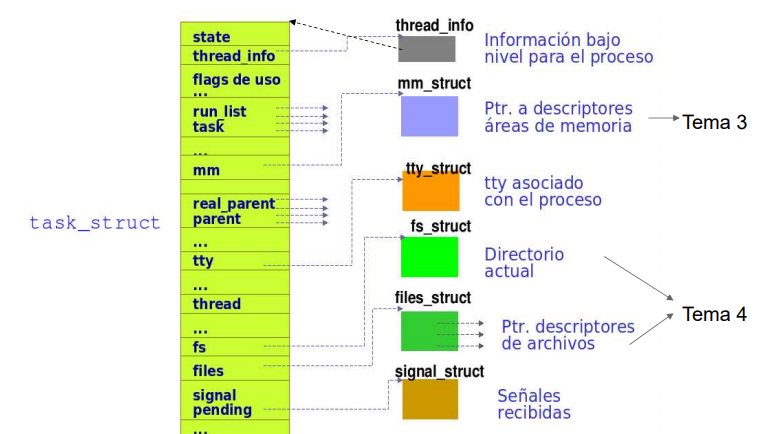 state
thread_info
flags de uso
...
run_list
task
...
mm
real_parent
parent
...
tty
...
thread
...
fs
files
signal
pending
...
task_struct
thread_info
Información bajo
nivel para el proceso
mm_struct
Ptr. a descriptores
áreas de memoria
Tema 3
tty_struct
tty asociado
con el proceso
fs_struct
Directorio
actual
files_struct
Ptr. descriptores
de archivos
Tema 4
signal_struct
Señales
recibidas